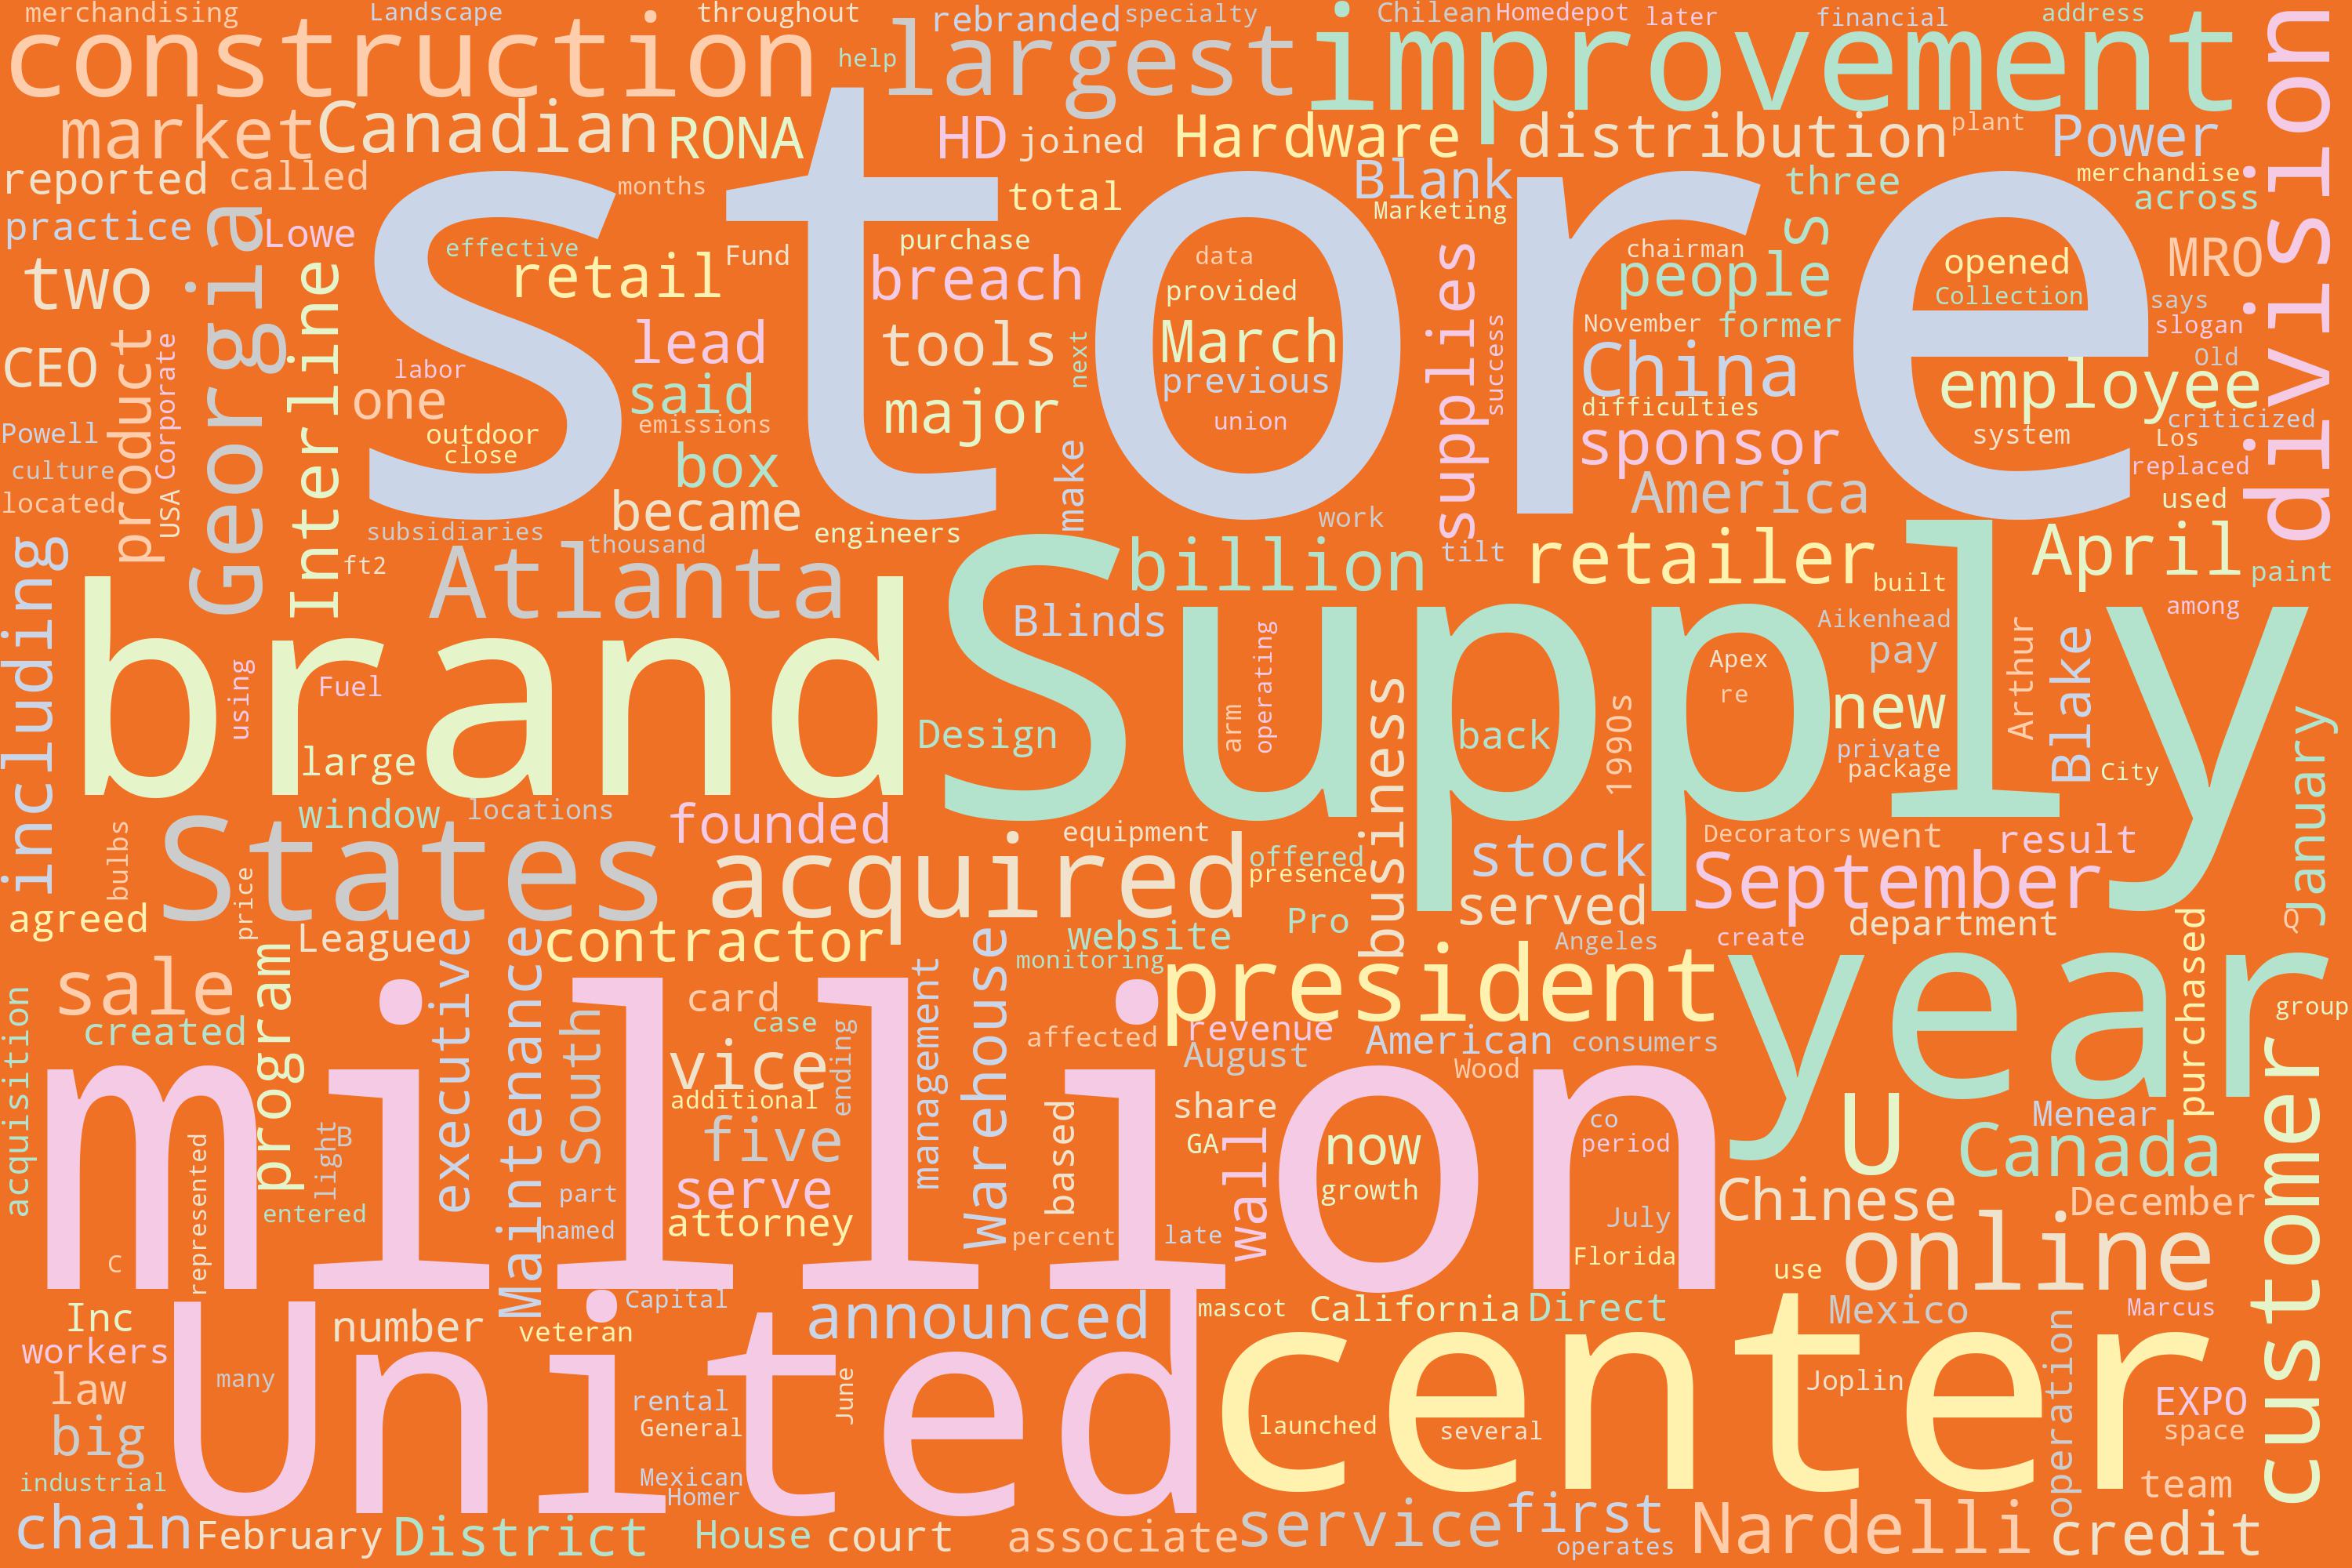 merchandising Landscape throughout rebranded specialty Chilean Homedepot later financial address
construction help largest improvement division
market Canadian RONA HD joined Hardware distribution plant Power
reported called months total Blank three merchandise
practice Georgia Lowe effective purchase Marketing s across
two Interline retail Fund breach data provided supplies chairman people opened Collection MRO says
store
CEO product Corporate labor lead tools next March success November former slogan
one said major previous China employee Old
Powell outdoor close emissions union difficulties sponsor system criticized Los
culture box make America replaced
located USA subsidiaries became engineers work used
including ft2 thousand tilt retailer April paint
Atlanta billion built
brand Supply
Blinds operating Aikenhead among
using Fuel Design arm business Apex re pay Arthur Blake
large back 1990s new private package City January
window locations founded equipment Decorators went result
States acquired offered presence stock September
bulbs price served department Q
agreed League contractor website Pro Angeles create purchased
sale program executive Maintenance card Warehouse monitoring president year group
acquisition created South case management affected revenue American consumers
million
vice ending August Wood customer
additional share co U Menear
light B five based GA wall now period Canada
represented serve growth Chinese December
entered part attorney July
c named percent late Florida use online
Inc Capital announced mascot California Direct Mexico Marcus
workers number veteran
United center
many law rental June Joplin operation EXPO
big General launched several space
industrial Mexican team
Homer
chain February District House court associate service first operates Nardelli credit